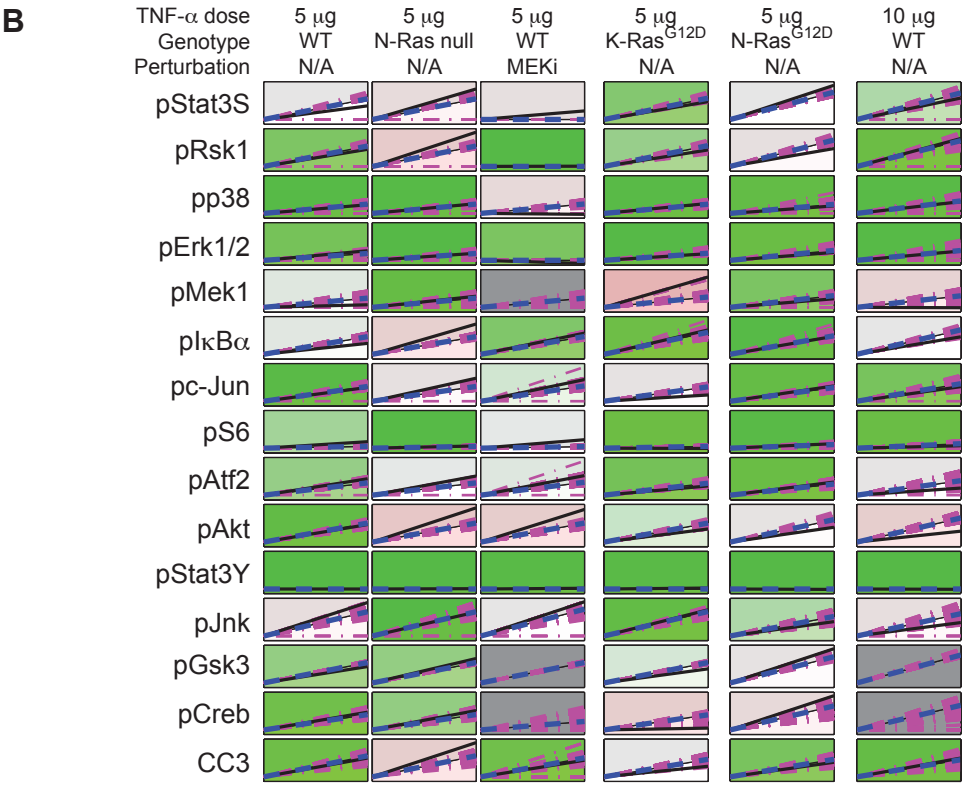 B
TNF-α dose 5 μg 5 μg 5 μg 5 μg 5 μg 10 μg
Genotype WT N-Ras null WT K-Ras^G12D N-Ras^G12D WT
Perturbation N/A N/A MEKi N/A N/A N/A
pStat3S
pRsk1
pp38
pErk1/2
pMek1
pIκBα
pc-Jun
pS6
pAtf2
pAkt
pStat3Y
pJnk
pGsk3
pCreb
CC3